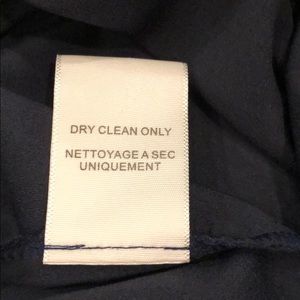 DRY CLEAN ONLY
NETTOYAGE A SEC
UNIQUEMENT